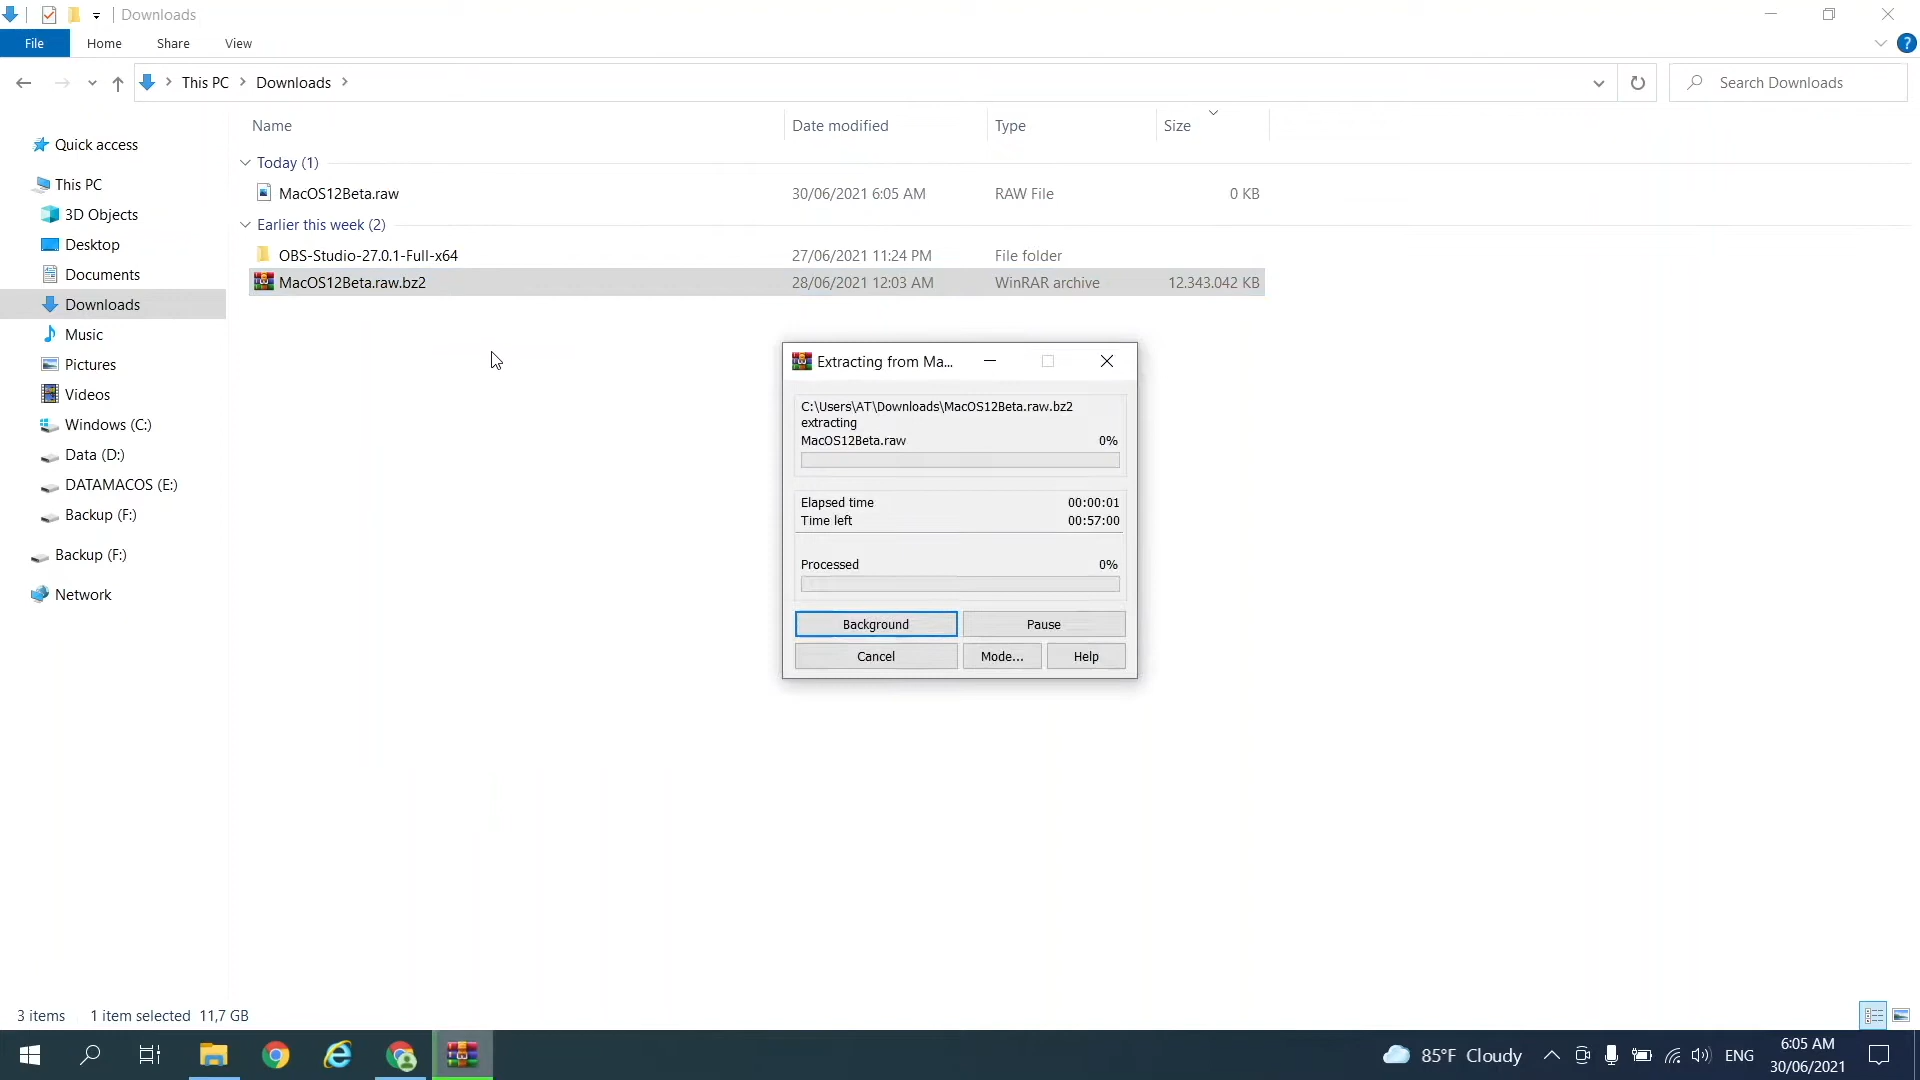 Downloads
File Home Share View
This PC Downloads Search Downloads
Name Date modified Type Size
Quick access
This PC
3D Objects
Desktop
Documents
Downloads
Music
Pictures
Videos
Windows (C:)
Data (D:)
DATAMACOS (E:)
Backup (F:)
Backup (F:)
Network
Today (1)
MacOS12Beta.raw 30/06/2021 6:05 AM RAW File 0 KB
Earlier this week (2)
OBS-Studio-27.0.1-Full-x64 27/06/2021 11:24 PM File folder
MacOS12Beta.raw.bz2 28/06/2021 12:03 AM WinRAR archive 12.343.042 KB
Extracting from Ma...
C:\Users\AT\Downloads\MacOS12Beta.raw.bz2
extracting
MacOS12Beta.raw 0%
Elapsed time 00:00:01
Time left 00:57:00
Processed 0%
Background Pause
Cancel Mode... Help
3 items 1 item selected 11,7 GB
85°F Cloudy ENG 6:05 AM
30/06/2021